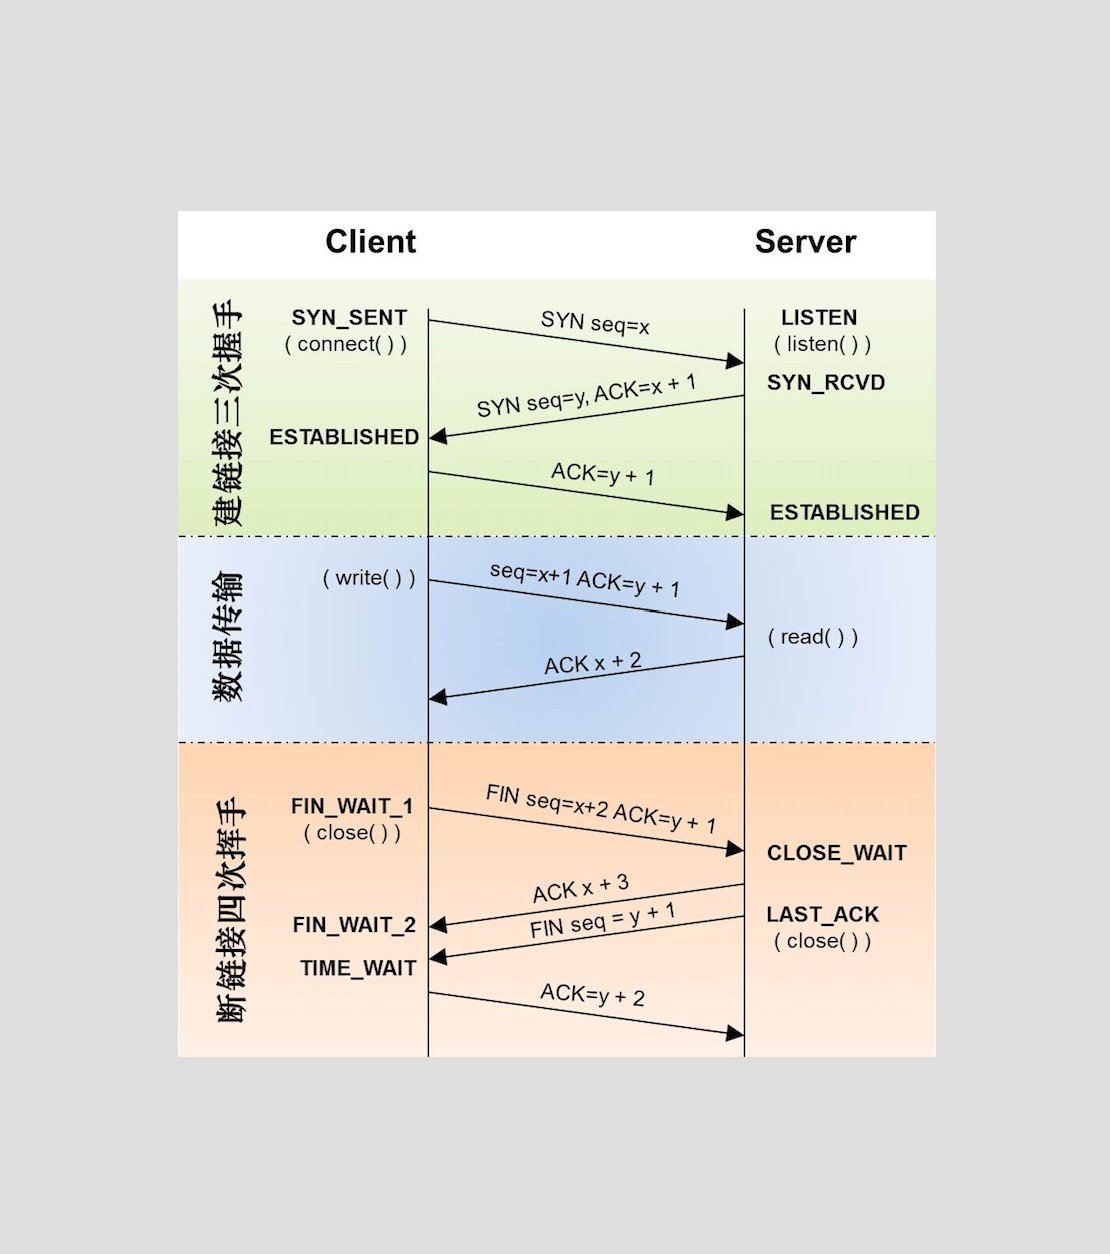 Client
Server
建链接三次握手
SYN_SENT
( connect( ) )
SYN seq=x
LISTEN
( listen( ) )
SYN_RCVD
SYN seq=y, ACK=x + 1
ESTABLISHED
ACK=y + 1
ESTABLISHED
数据传输
( write( ) )
seq=x+1 ACK=y + 1
( read( ) )
ACK x + 2
断链接四次挥手
FIN_WAIT_1
( close( ) )
FIN seq=x+2 ACK=y + 1
CLOSE_WAIT
ACK x + 3
FIN_WAIT_2
FIN seq = y + 1
LAST_ACK
( close( ) )
TIME_WAIT
ACK=y + 2